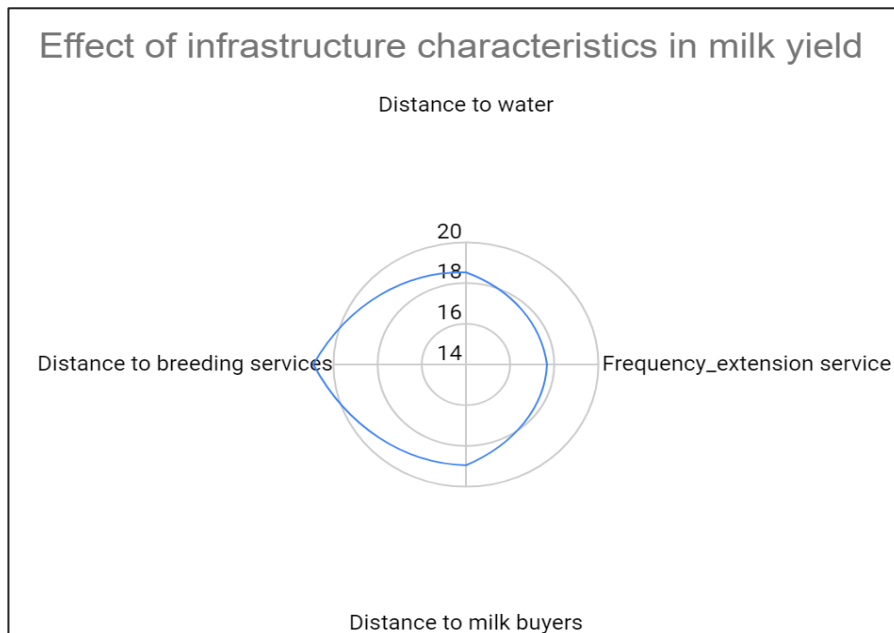 Effect of infrastructure characteristics in milk yield
Distance to water
20
18
16
14
Distance to breeding services
Frequency_extension service
Distance to milk buyers